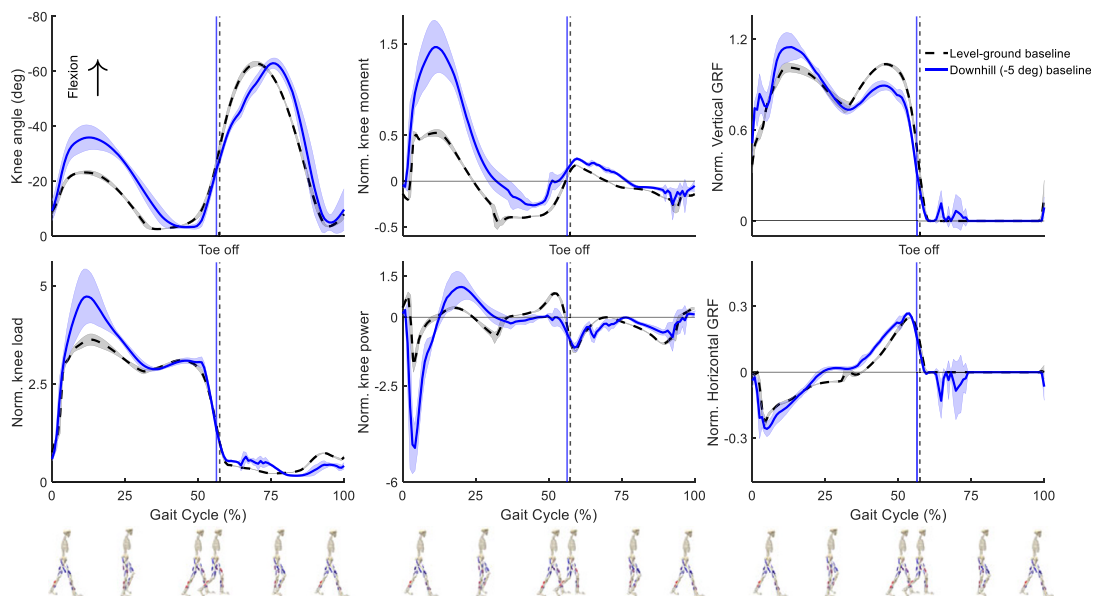 Knee angle (deg)
-80
-60
-40
-20
0
Flexion
Norm. knee moment
1.5
0.5
0
-0.5
Norm. Vertical GRF
1.2
0.6
0
Level-ground baseline
Downhill (-5 deg) baseline
Toe off
Toe off
Toe off
Norm. knee load
5
2.5
0
Norm. knee power
1.5
0
-2.5
-6
Norm. Horizontal GRF
0.3
0
-0.3
0 25 50 75 100
0 25 50 75 100
0 25 50 75 100
Gait Cycle (%)
Gait Cycle (%)
Gait Cycle (%)